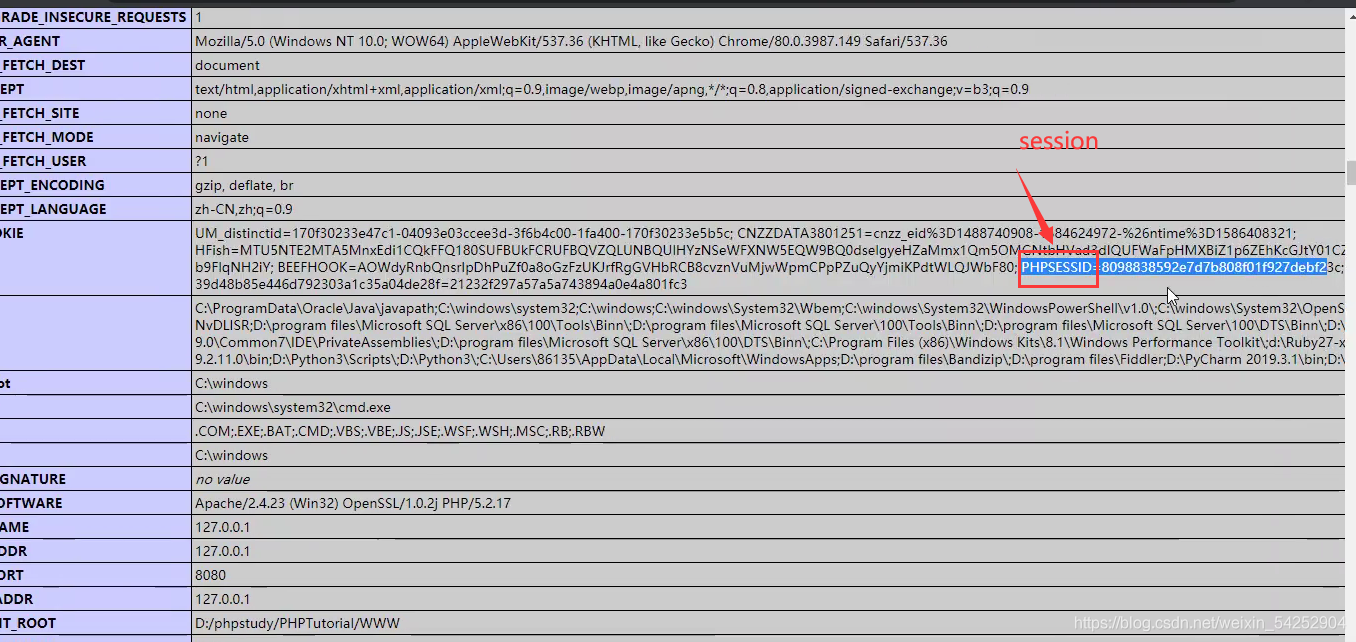 RADE_INSECURE_REQUESTS 1
R_AGENT Mozilla/5.0 (Windows NT 10.0; WOW64) AppleWebKit/537.36 (KHTML, like Gecko) Chrome/80.0.3987.149 Safari/537.36
_FETCH_DEST document
EPT text/html,application/xhtml+xml,application/xml;q=0.9,image/webp,image/apng,*/*;q=0.8,application/signed-exchange;v=b3;q=0.9
_FETCH_SITE none
_FETCH_MODE navigate
session
_FETCH_USER ?1
EPT_ENCODING gzip, deflate, br
EPT_LANGUAGE zh-CN,zh;q=0.9
OKIE UM_distinctid=170f30233e47c1-04093e03ccee3d-3f6b4c00-1fa400-170f30233e5b5c; CNZZDATA3801251=cnzz_eid%3D1488740908-1584624972-%26ntime%3D1586408321;
b9FlqNH2iY; BEEFHOOK=AOWdyRnbQnsrIpDhPuZf0a8oGzFzUKJrfRgGVHbRCB8cvznVuMjwWpmCPpPZuQyYjmiKPdtWLQJWbF80; PHPSESSID=8098838592e7d7b808f01f927debf23c;
39d48b85e446d792303a1c35a04de28f=21232f297a57a5a743894a0e4a801fc3
C:\ProgramData\Oracle\Java\javapath;C:\windows\system32;C:\windows;C:\windows\System32\Wbem;C:\windows\System32\WindowsPowerShell\v1.0\;C:\windows\System32\OpenS
NvDLISR;D:\program files\Microsoft SQL Server\x86\100\Tools\Binn\;D:\program files\Microsoft SQL Server\100\Tools\Binn\;D:\program files\Microsoft SQL Server\100\DTS\Binn\;D:\
9.0\Common7\IDE\PrivateAssemblies\;D:\program files\Microsoft SQL Server\x86\100\DTS\Binn\;C:\Program Files (x86)\Windows Kits\8.1\Windows Performance Toolkit\;d:\Ruby27-x
9.2.11.0\bin;D:\Python3\Scripts\;D:\Python3\;C:\Users\86135\AppData\Local\Microsoft\WindowsApps;D:\program files\Bandizip\;D:\program files\Fiddler;D:\PyCharm 2019.3.1\bin;D:\
ot C:\windows
C:\windows\system32\cmd.exe
.COM;.EXE;.BAT;.CMD;.VBS;.VBE;.JS;.JSE;.WSF;.WSH;.MSC;.RB;.RBW
C:\windows
IGNATURE no value
OFTWARE Apache/2.4.23 (Win32) OpenSSL/1.0.2j PHP/5.2.17
AME 127.0.0.1
DDR 127.0.0.1
ORT 8080
ADDR 127.0.0.1
NT_ROOT D:/phpstudy/PHPTutorial/WWW
https://blog.csdn.net/weixin_54252904